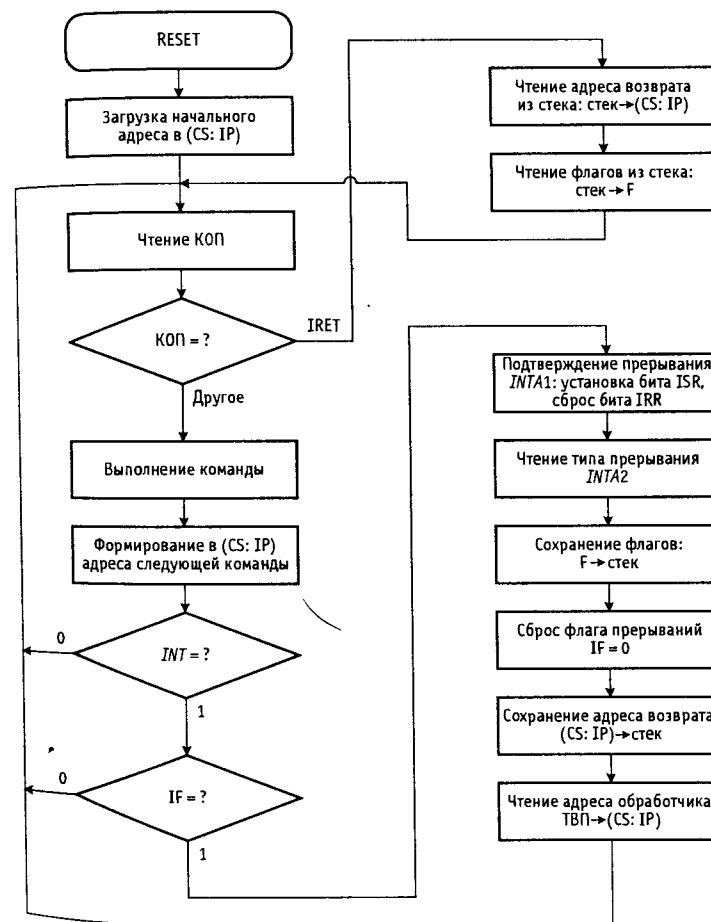 RESET
Загрузка начального
адреса в (CS: IP)
Чтение КОП
КОП = ?
IRET
Другое
Выполнение команды
Формирование в (CS: IP)
адреса следующей команды
INT = ?
0
1
IF = ?
0
1
Чтение адреса возврата
из стека: стек→(CS: IP)
Чтение флагов из стека:
стек→F
Подтверждение прерывания
INTA1: установка бита ISR,
сброс бита IRR
Чтение типа прерывания
INTA2
Сохранение флагов:
F→стек
Сброс флага прерываний
IF = 0
Сохранение адреса возврата
(CS: IP)→стек
Чтение адреса обработчика
ТВП→(CS: IP)